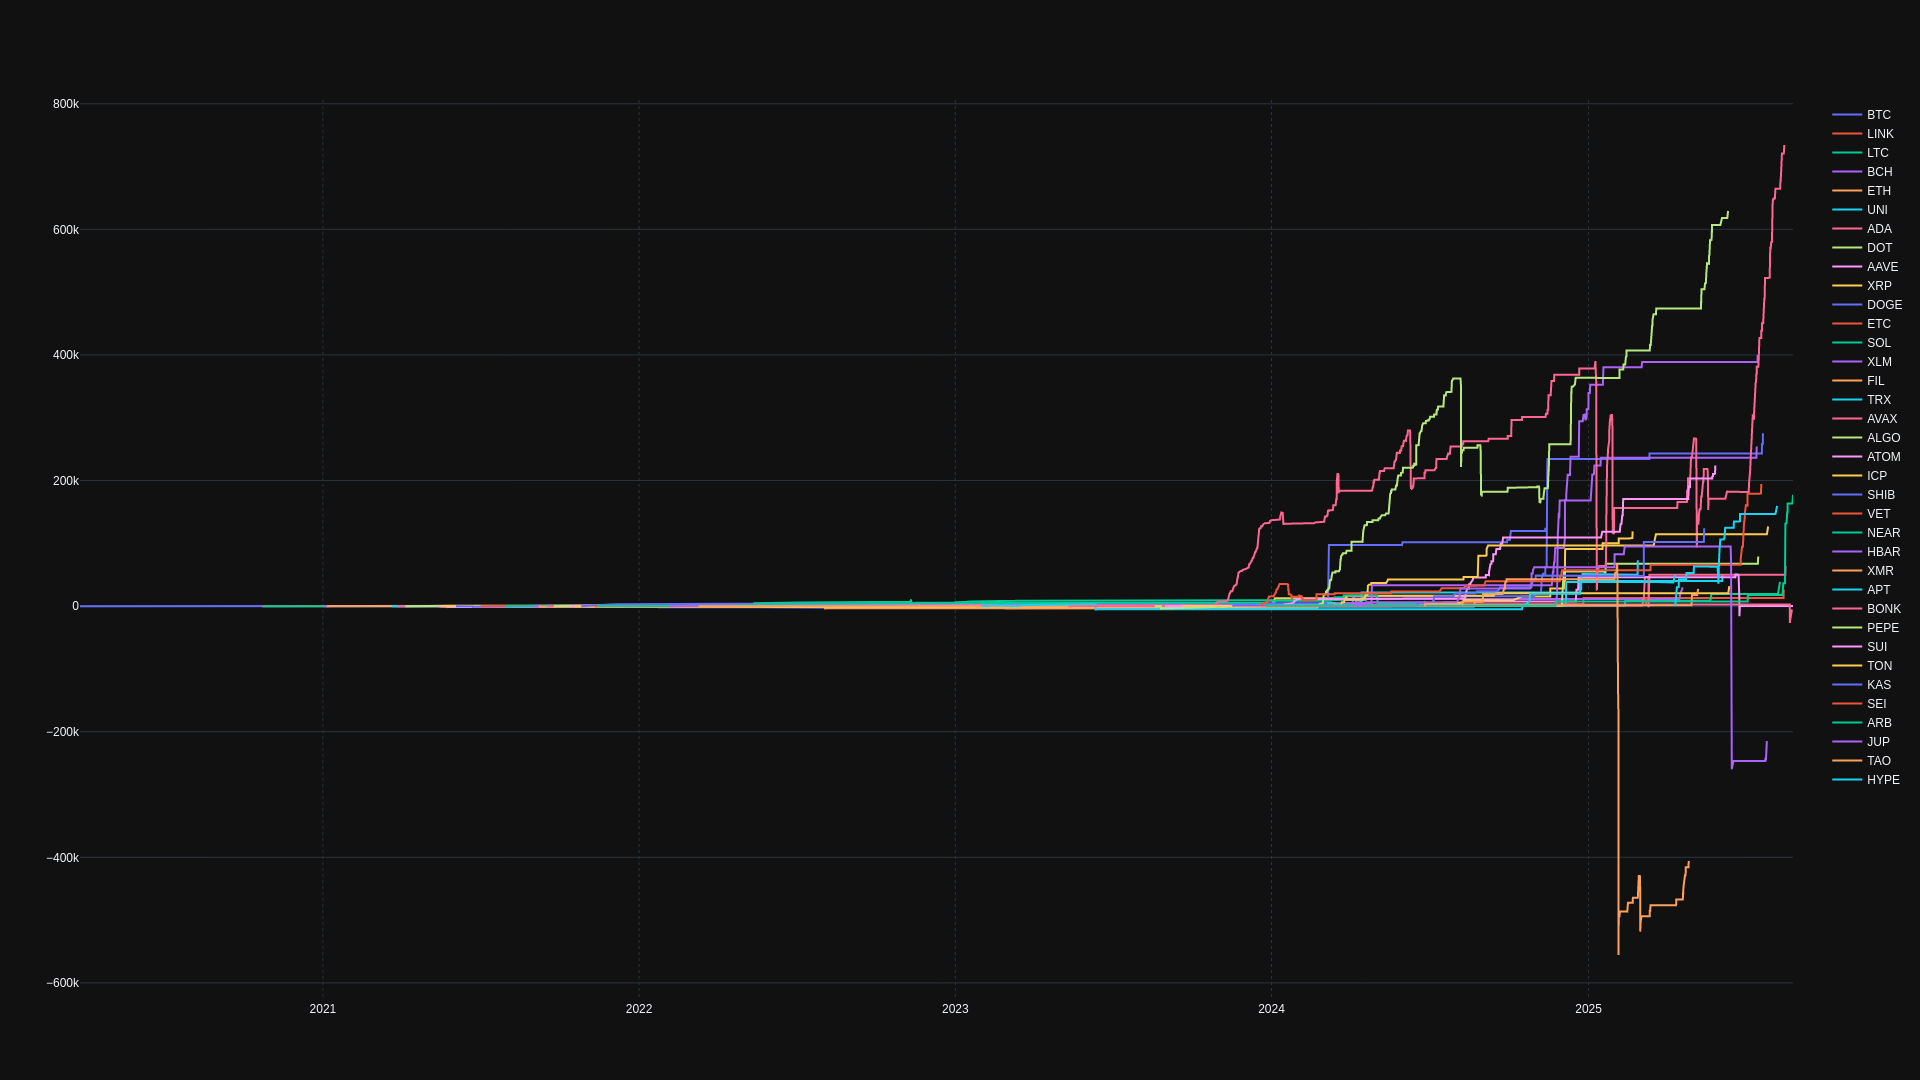 800k
600k
400k
200k
0
−200k
−400k
−600k
2021
2022
2023
2024
2025
BTC
LINK
LTC
BCH
ETH
UNI
ADA
DOT
AAVE
XRP
DOGE
ETC
SOL
XLM
FIL
TRX
AVAX
ALGO
ATOM
ICP
SHIB
VET
NEAR
HBAR
XMR
APT
BONK
PEPE
SUI
TON
KAS
SEI
ARB
JUP
TAO
HYPE